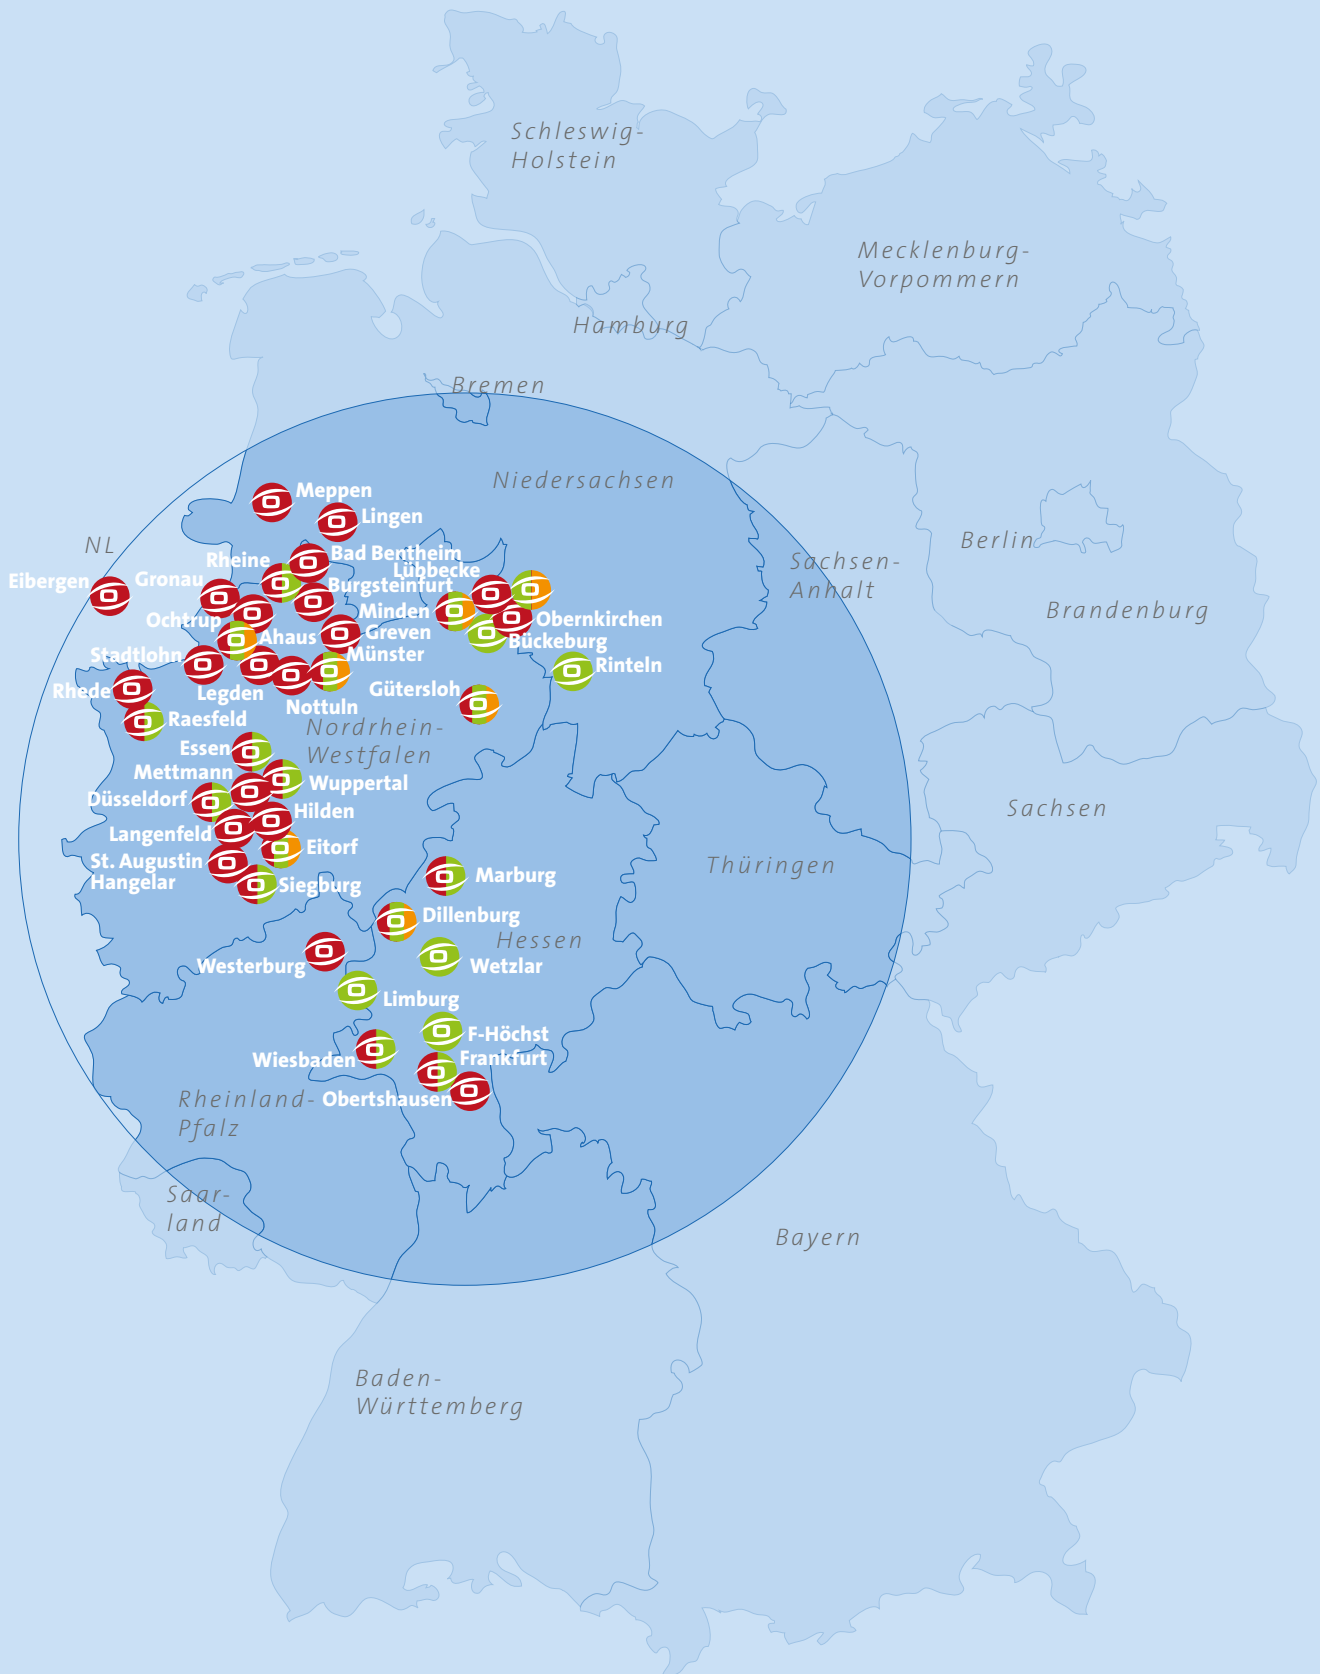 Schleswig-
Holstein
Mecklenburg-
Vorpommern
Hamburg
Bremen
Niedersachsen
Meppen
Lingen
NL
Berlin
Sachsen-
Anhalt
Brandenburg
Rheine
Bad Bentheim
Lübbecke
Eibergen
Gronau
Burgsteinfurt
Ochtrup
Minden
Obernkirchen
Ahaus
Greven
Bückeburg
Stadtlohn
Münster
Rinteln
Rhede
Legden
Gütersloh
Nottuln
Raesfeld
Nordrhein-
Westfalen
Essen
Mettmann
Wuppertal
Düsseldorf
Hilden
Langenfeld
Eitorf
St. Augustin
Hangelar
Siegburg
Sachsen
Thüringen
Marburg
Dillenburg
Hessen
Westerburg
Wetzlar
Limburg
F-Höchst
Wiesbaden
Frankfurt
Obertshausen
Rheinland-
Pfalz
Saar-
land
Bayern
Baden-
Württemberg